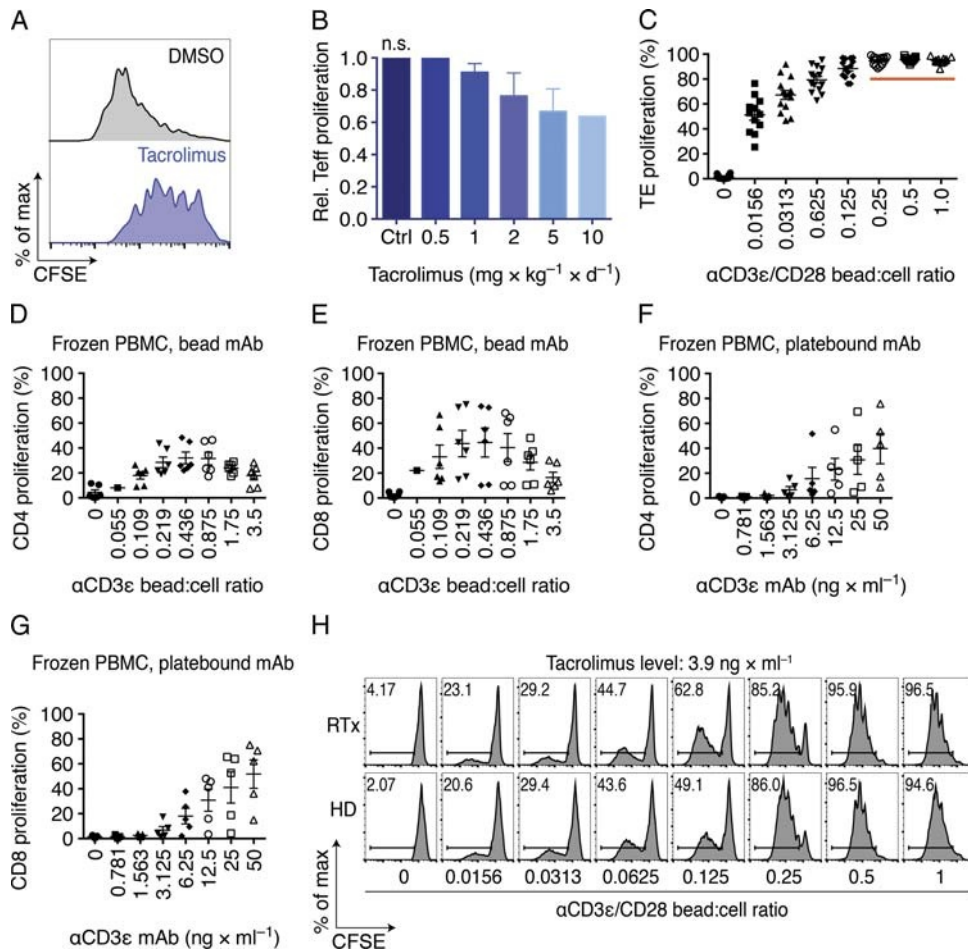 A
DMSO
Tacrolimus
% of max
CFSE
B
n.s.
Rel. Teff proliferation
1.0
0.8
0.6
0.4
0.2
0.0
Ctrl 0.5 1 2 5 10
Tacrolimus (mg × kg⁻¹ × d⁻¹)
C
TE proliferation (%)
100
80
60
40
20
0
0 0.0156 0.0313 0.625 0.125 0.25 0.5 1.0
αCD3ε/CD28 bead:cell ratio
D
Frozen PBMC, bead mAb
CD4 proliferation (%)
100
80
60
40
20
0
0 0.055 0.109 0.219 0.436 0.875 1.75 3.5
αCD3ε bead:cell ratio
E
Frozen PBMC, bead mAb
CD8 proliferation (%)
100
80
60
40
20
0
0 0.055 0.109 0.219 0.436 0.875 1.75 3.5
αCD3ε bead:cell ratio
F
Frozen PBMC, platebound mAb
CD4 proliferation (%)
100
80
60
40
20
0
0 0.781 1.563 3.125 6.25 12.5 25 50
αCD3ε mAb (ng × ml⁻¹)
G
Frozen PBMC, platebound mAb
CD8 proliferation (%)
100
80
60
40
20
0
0 0.781 1.563 3.125 6.25 12.5 25 50
αCD3ε mAb (ng × ml⁻¹)
H
Tacrolimus level: 3.9 ng × ml⁻¹
RTx
4.17 23.1 29.2 44.7 62.8 85.2 95.9 96.5
HD
2.07 20.6 29.4 43.6 49.1 86.0 96.5 94.6
0 0.0156 0.0313 0.0625 0.125 0.25 0.5 1
αCD3ε/CD28 bead:cell ratio
% of max
CFSE